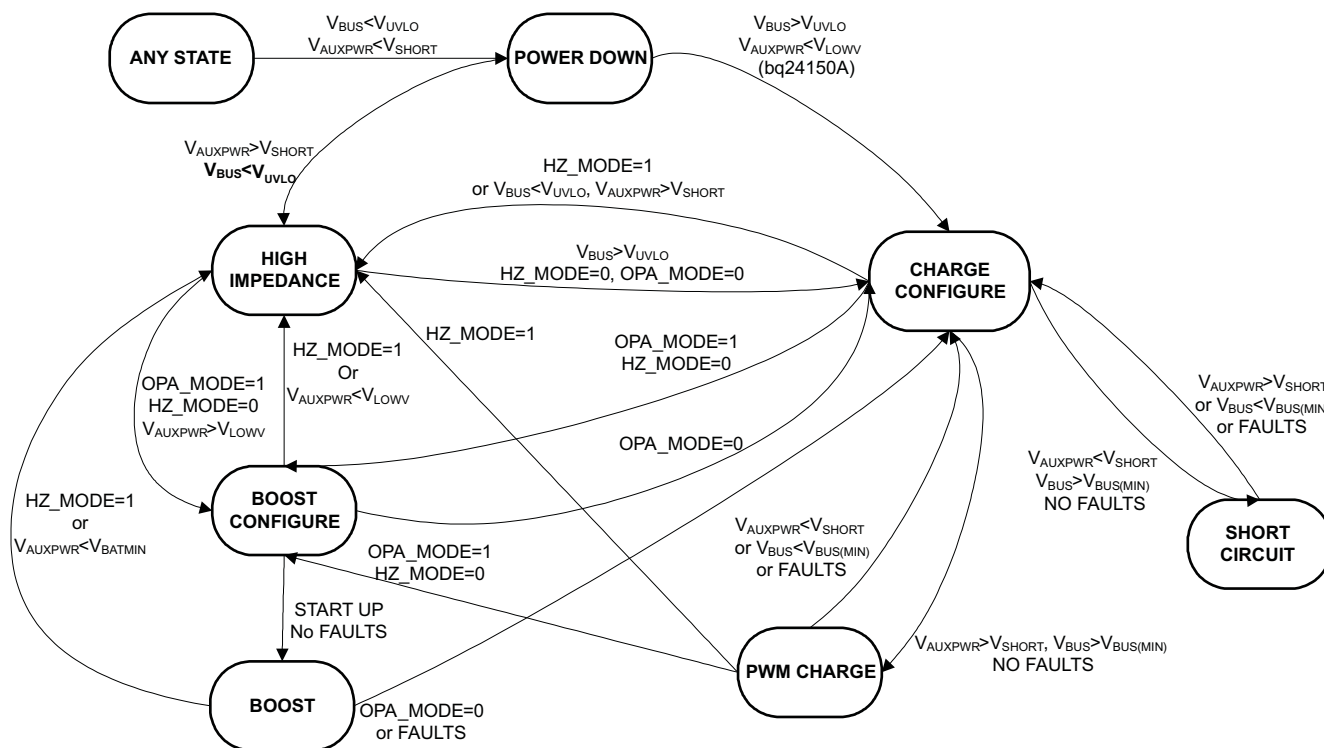 V_BUS<V_UVLO
V_AUXPWR<V_SHORT
ANY STATE
POWER DOWN
V_BUS>V_UVLO
V_AUXPWR<V_LOWV
(bq24150A)
V_AUXPWR>V_SHORT
V_BUS<V_UVLO
HZ_MODE=1
or V_BUS<V_UVLO, V_AUXPWR>V_SHORT
HIGH
IMPEDANCE
V_BUS>V_UVLO
HZ_MODE=0, OPA_MODE=0
CHARGE
CONFIGURE
HZ_MODE=1
HZ_MODE=1
Or
V_AUXPWR<V_LOWV
OPA_MODE=1
HZ_MODE=0
OPA_MODE=1
HZ_MODE=0
V_AUXPWR>V_LOWV
V_AUXPWR>V_SHORT
or V_BUS<V_BUS(MIN)
or FAULTS
OPA_MODE=0
V_AUXPWR<V_SHORT
V_BUS>V_BUS(MIN)
NO FAULTS
HZ_MODE=1
or
V_AUXPWR<V_BATMIN
BOOST
CONFIGURE
SHORT
CIRCUIT
V_AUXPWR<V_SHORT
or V_BUS<V_BUS(MIN)
or FAULTS
OPA_MODE=1
HZ_MODE=0
START UP
No FAULTS
V_AUXPWR>V_SHORT, V_BUS>V_BUS(MIN)
NO FAULTS
PWM CHARGE
BOOST
OPA_MODE=0
or FAULTS